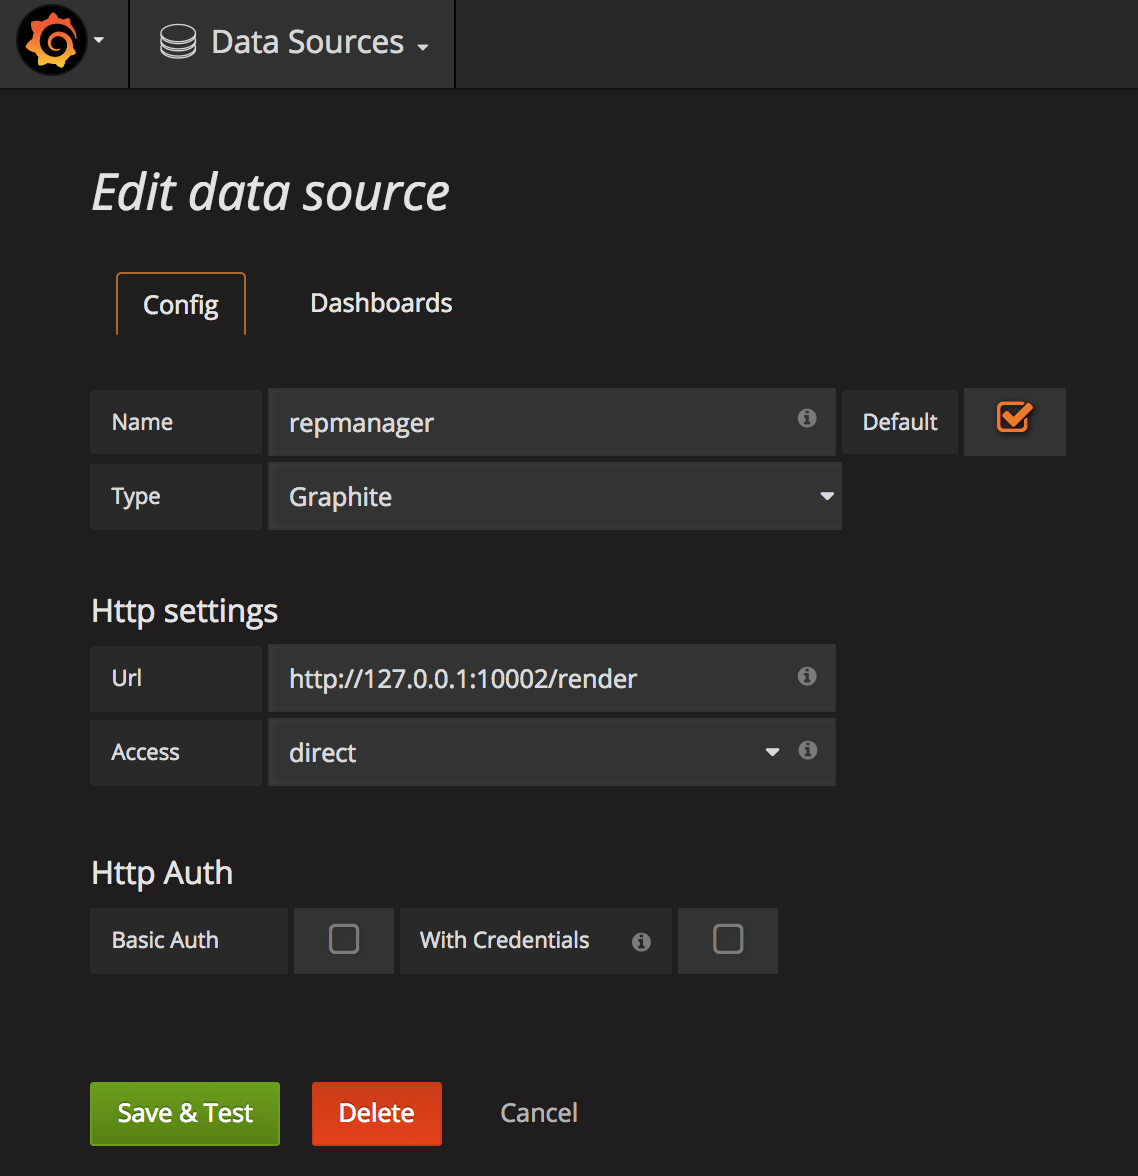 Data Sources
Edit data source
Config Dashboards
Name repmanager Default
Type Graphite
Http settings
Url http://127.0.0.1:10002/render
Access direct
Http Auth
Basic Auth With Credentials
Save & Test Delete Cancel